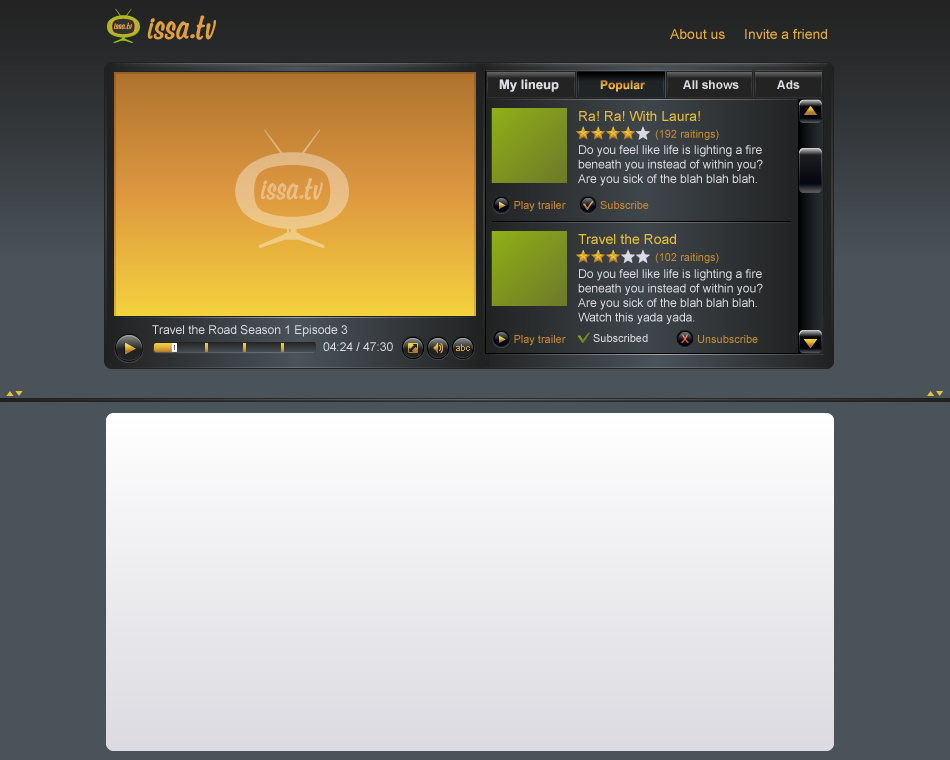 issa.tv issa.tv
About us Invite a friend
issa.tv
Travel the Road Season 1 Episode 3
04:24 / 47:30
abc
My lineup Popular All shows Ads
Ra! Ra! With Laura!
(192 raitings)
Do you feel like life is lighting a fire
beneath you instead of within you?
Are you sick of the blah blah blah.
Play trailer Subscribe
Travel the Road
(102 raitings)
Do you feel like life is lighting a fire
beneath you instead of within you?
Are you sick of the blah blah blah.
Watch this yada yada.
Play trailer Subscribed X Unsubscribe